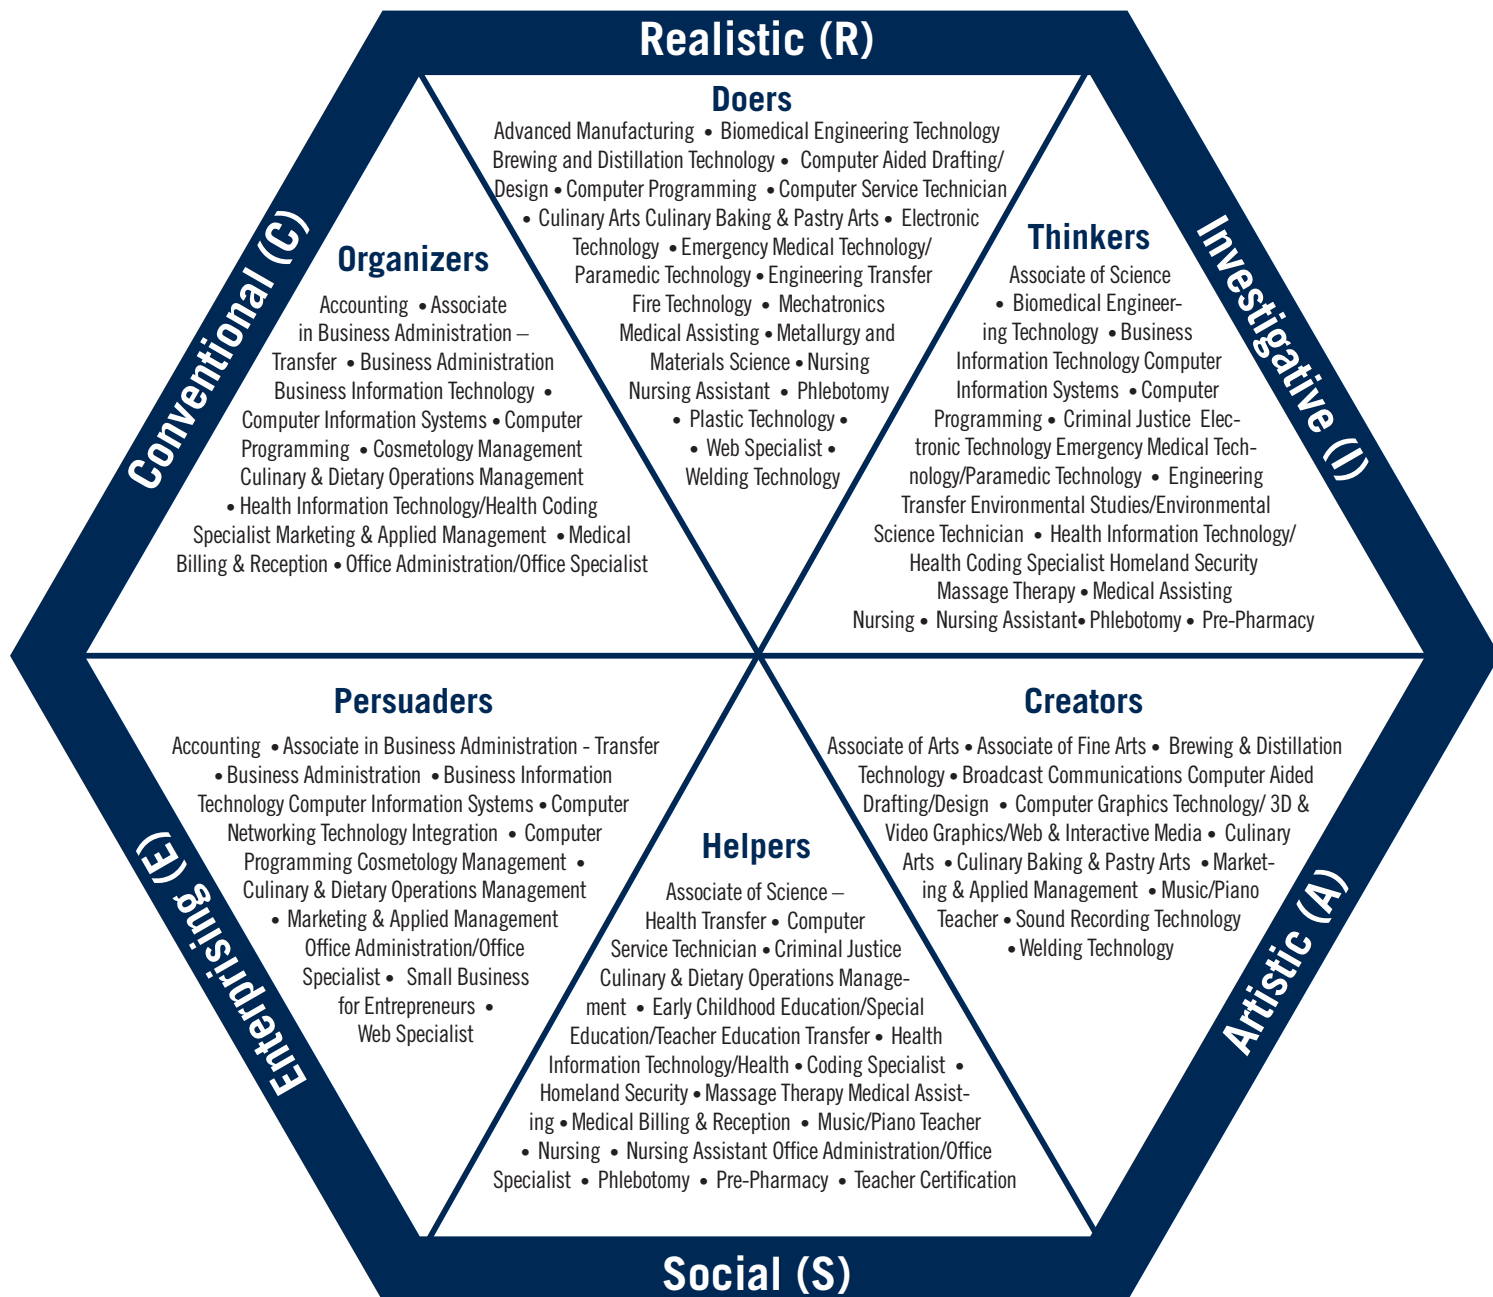 Realistic (R)
Doers
Advanced Manufacturing • Biomedical Engineering Technology
Brewing and Distillation Technology • Computer Aided Drafting/
Design • Computer Programming • Computer Service Technician
• Culinary Arts Culinary Baking & Pastry Arts • Electronic
Technology • Emergency Medical Technology/
Paramedic Technology • Engineering Transfer
Fire Technology • Mechatronics
Medical Assisting • Metallurgy and
Materials Science • Nursing
Nursing Assistant • Phlebotomy
• Plastic Technology •
• Web Specialist •
Welding Technology
Conventional (C)
Organizers
Accounting • Associate
in Business Administration –
Transfer • Business Administration
Business Information Technology •
Computer Information Systems • Computer
Programming • Cosmetology Management
Culinary & Dietary Operations Management
• Health Information Technology/Health Coding
Specialist Marketing & Applied Management • Medical
Billing & Reception • Office Administration/Office Specialist
Investigative (I)
Thinkers
Associate of Science
• Biomedical Engineer-
ing Technology • Business
Information Technology Computer
Information Systems • Computer
Programming • Criminal Justice Elec-
tronic Technology Emergency Medical Tech-
nology/Paramedic Technology • Engineering
Transfer Environmental Studies/Environmental
Science Technician • Health Information Technology/
Health Coding Specialist Homeland Security
Massage Therapy • Medical Assisting
Nursing • Nursing Assistant • Phlebotomy • Pre-Pharmacy
Enterprising (E)
Persuaders
Accounting • Associate in Business Administration - Transfer
• Business Administration • Business Information
Technology Computer Information Systems • Computer
Networking Technology Integration • Computer
Programming Cosmetology Management •
Culinary & Dietary Operations Management
• Marketing & Applied Management
Office Administration/Office
Specialist • Small Business
for Entrepreneurs •
Web Specialist
Helpers
Associate of Science –
Health Transfer • Computer
Service Technician • Criminal Justice
Culinary & Dietary Operations Manage-
ment • Early Childhood Education/Special
Education/Teacher Education Transfer • Health
Information Technology/Health • Coding Specialist •
Homeland Security • Massage Therapy Medical Assist-
ing • Medical Billing & Reception • Music/Piano Teacher
• Nursing • Nursing Assistant Office Administration/Office
Specialist • Phlebotomy • Pre-Pharmacy • Teacher Certification
Social (S)
Creators
Associate of Arts • Associate of Fine Arts • Brewing & Distillation
Technology • Broadcast Communications Computer Aided
Drafting/Design • Computer Graphics Technology/ 3D &
Video Graphics/Web & Interactive Media • Culinary
Arts • Culinary Baking & Pastry Arts • Market-
ing & Applied Management • Music/Piano
Teacher • Sound Recording Technology
• Welding Technology
Artistic (A)